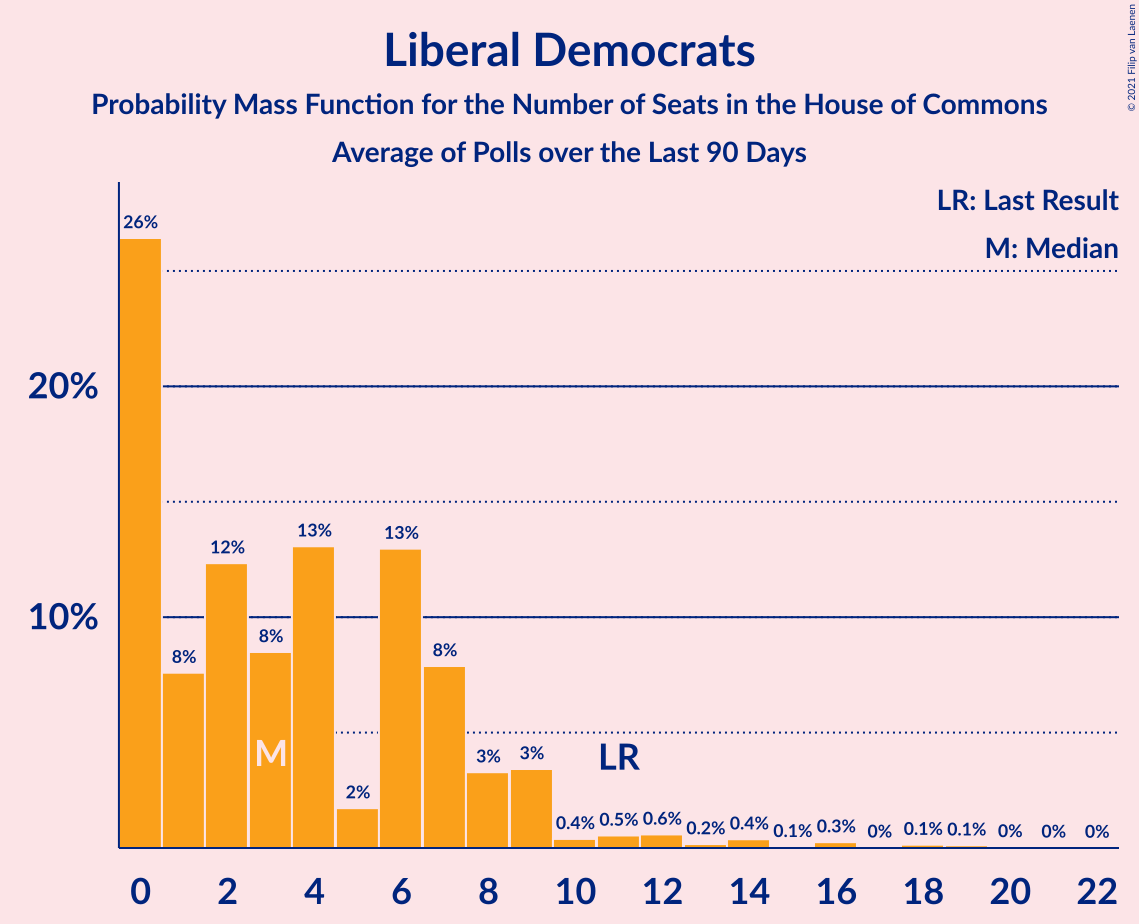 Liberal Democrats
Probability Mass Function for the Number of Seats in the House of Commons
Average of Polls over the Last 90 Days
© 2021 Filip van Laenen
LR: Last Result
M: Median
26%
20%
13% 13%
12%
10%
8% 8% 8%
M LR
3% 3%
2%
0.4% 0.5% 0.6% 0.2% 0.4% 0.1% 0.3% 0% 0.1% 0.1% 0% 0% 0%
0 2 4 6 8 10 12 14 16 18 20 22